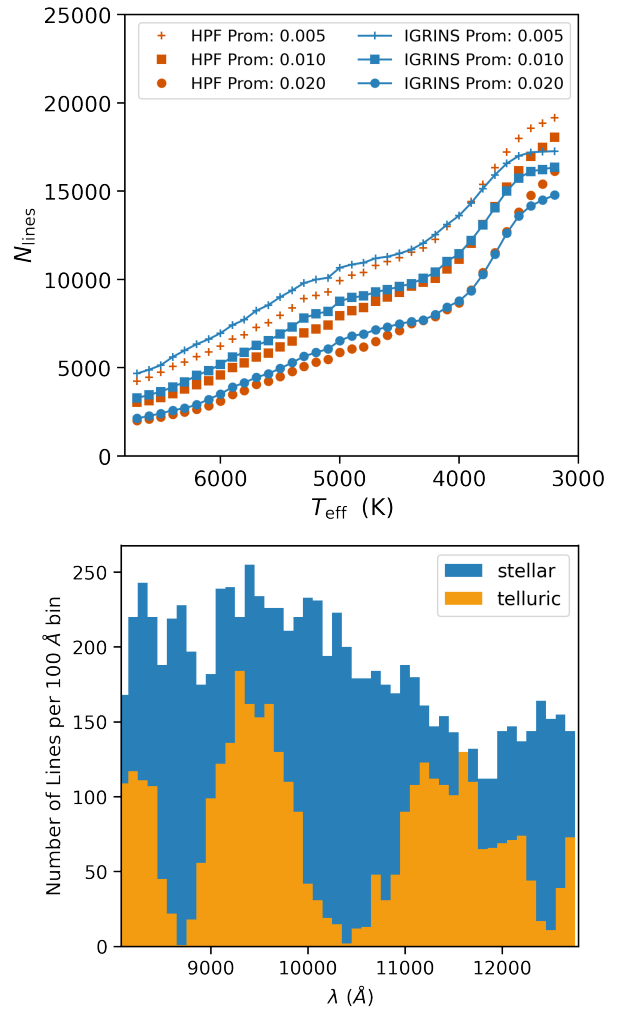 HPF Prom: 0.005
HPF Prom: 0.010
HPF Prom: 0.020
IGRINS Prom: 0.005
IGRINS Prom: 0.010
IGRINS Prom: 0.020
25000
20000
15000
10000
5000
0
N_lines
6000 5000 4000 3000
T_eff (K)
stellar
telluric
250
200
150
100
50
0
Number of Lines per 100 Å bin
9000 10000 11000 12000
λ (Å)